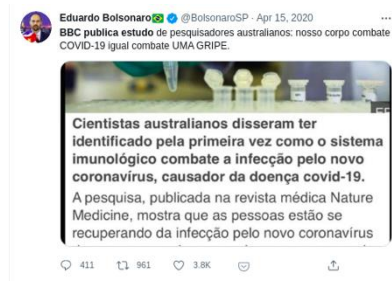 Eduardo Bolsonaro @BolsonaroSP · Apr 15, 2020 ...
BBC publica estudo de pesquisadores australianos: nosso corpo combate
COVID-19 igual combate UMA GRIPE.
Cientistas australianos disseram ter
identificado pela primeira vez como o sistema
imunológico combate a infecção pelo novo
coronavírus, causador da doença covid-19.
A pesquisa, publicada na revista médica Nature
Medicine, mostra que as pessoas estão se
recuperando da infecção pelo novo coronavírus
411 961 3.8K